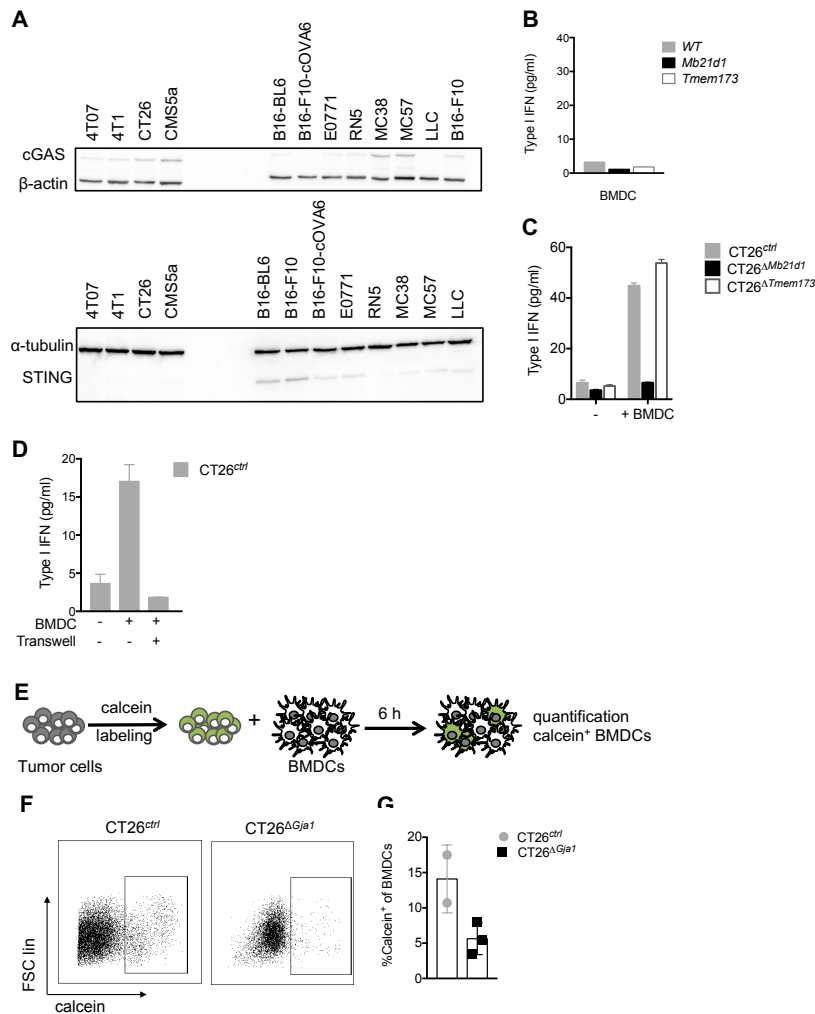 A
4T07
4T1
CT26
CMS5a
B16-BL6
B16-F10-cOVA6
E0771
RN5
MC38
MC57
LLC
B16-F10
cGAS
β-actin
4T07
4T1
CT26
CMS5a
B16-BL6
B16-F10
B16-F10-cOVA6
E0771
RN5
MC38
MC57
LLC
α-tubulin
STING
B
Type I IFN (pg/ml)
40
30
20
10
0
BMDC
WT
Mb21d1
Tmem173
C
Type I IFN (pg/ml)
60
40
20
0
- + BMDC
CT26ctrl
CT26ΔMb21d1
CT26ΔTmem173
D
Type I IFN (pg/ml)
20
15
10
5
0
CT26ctrl
BMDC - + +
Transwell - - +
E
calcein
labeling
+
6 h
quantification
calcein+ BMDCs
Tumor cells
BMDCs
F
CT26ctrl
CT26ΔGja1
FSC lin
calcein
G
%Calcein+ of BMDCs
20
15
10
5
0
CT26ctrl
CT26ΔGja1